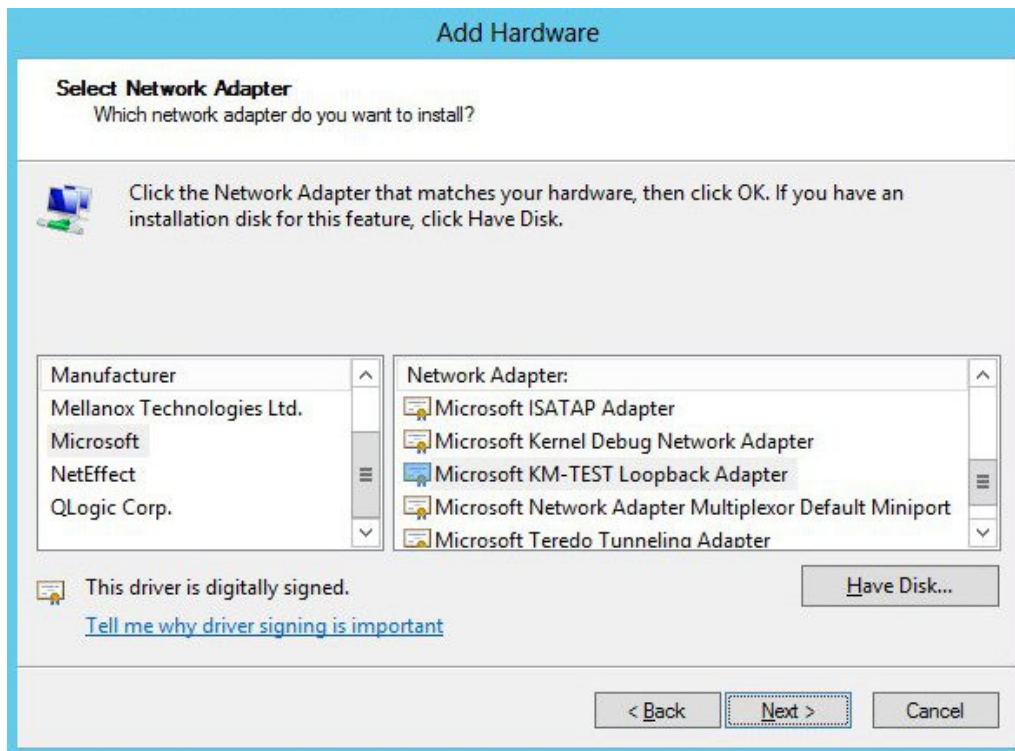 Add Hardware
Select Network Adapter
Which network adapter do you want to install?
Click the Network Adapter that matches your hardware, then click OK. If you have an
installation disk for this feature, click Have Disk.
Manufacturer
Mellanox Technologies Ltd.
Microsoft
NetEffect
QLogic Corp.
Network Adapter:
Microsoft ISATAP Adapter
Microsoft Kernel Debug Network Adapter
Microsoft KM-TEST Loopback Adapter
Microsoft Network Adapter Multiplexor Default Miniport
Microsoft Teredo Tunneling Adapter
This driver is digitally signed.
Have Disk...
Tell me why driver signing is important
< Back
Next >
Cancel